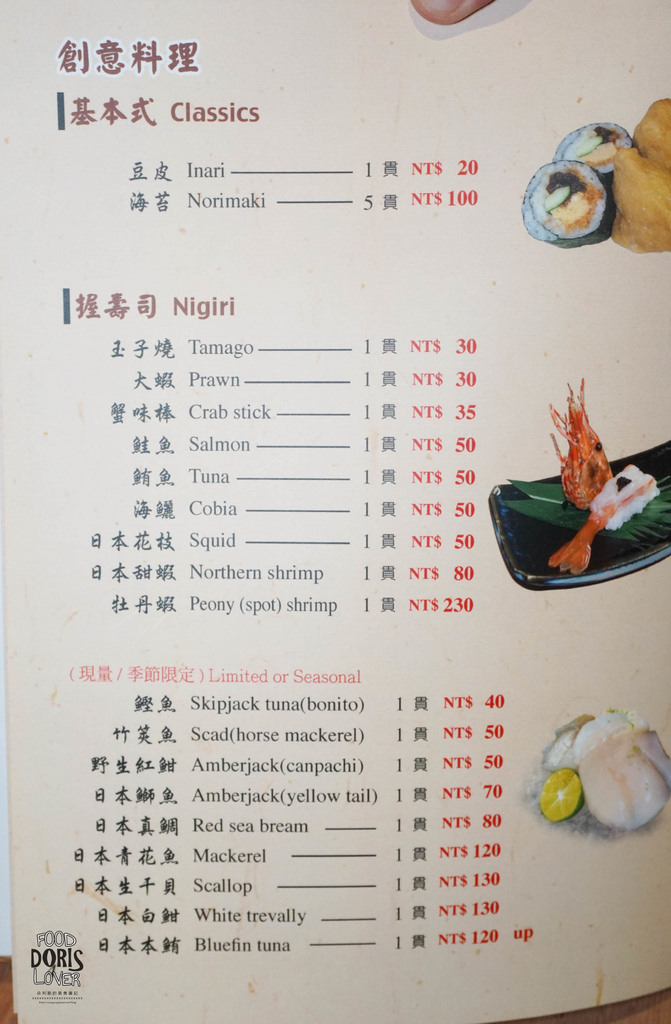 創意料理
基本式 Classics
豆皮 Inari 1 貫 NT$ 20
海苔 Norimaki 5 貫 NT$ 100
握壽司 Nigiri
玉子燒 Tamago 1 貫 NT$ 30
大蝦 Prawn 1 貫 NT$ 30
蟹味棒 Crab stick 1 貫 NT$ 35
鮭魚 Salmon 1 貫 NT$ 50
鮪魚 Tuna 1 貫 NT$ 50
海鱺 Cobia 1 貫 NT$ 50
日本花枝 Squid 1 貫 NT$ 50
日本甜蝦 Northern shrimp 1 貫 NT$ 80
牡丹蝦 Peony (spot) shrimp 1 貫 NT$ 230
(現量/季節限定) Limited or Seasonal
鰹魚 Skipjack tuna(bonito) 1 貫 NT$ 40
竹筴魚 Scad(horse mackerel) 1 貫 NT$ 50
野生紅魽 Amberjack(canpachi) 1 貫 NT$ 50
日本鰤魚 Amberjack(yellow tail) 1 貫 NT$ 70
日本真鯛 Red sea bream 1 貫 NT$ 80
日本青花魚 Mackerel 1 貫 NT$ 120
日本生干貝 Scallop 1 貫 NT$ 130
日本白魽 White trevally 1 貫 NT$ 130
日本本鮪 Bluefin tuna 1 貫 NT$ 120 up
FOOD
DORIS
LOVER